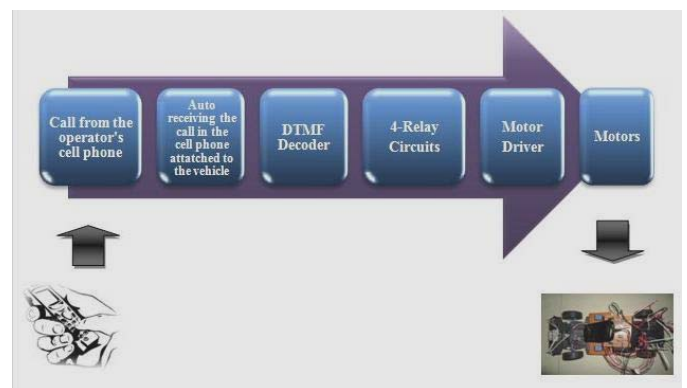 Call from the
operator's
cell phone
Auto
receiving the
call in the
cell phone
attatched to
the vehicle
DTMF
Decoder
4-Relay
Circuits
Motor
Driver
Motors